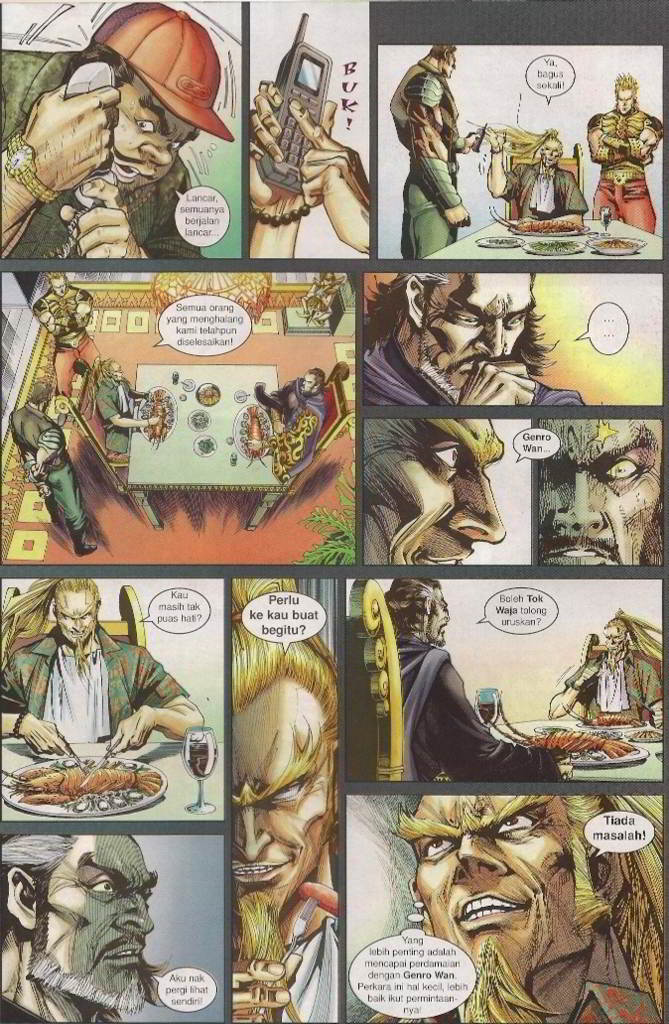 Lancar,
semuanya
berjalan
lancar...
BUK!
Ya,
bagus
sekali!
Semua orang
yang menghalang
kami telahpun
diselesaikan!
...
...
Genro
Wan...
Kau
masih tak
puas hati?
Perlu
ke kau buat
begitu?
Boleh Tok
Waja tolong
uruskan?
Aku nak
pergi lihat
sendiri!
Tiada
masalah!
Yang
lebih penting adalah
mencapai perdamaian
dengan Genro Wan.
Perkara ini hal kecil, lebih
baik ikut permintaan-
nya!